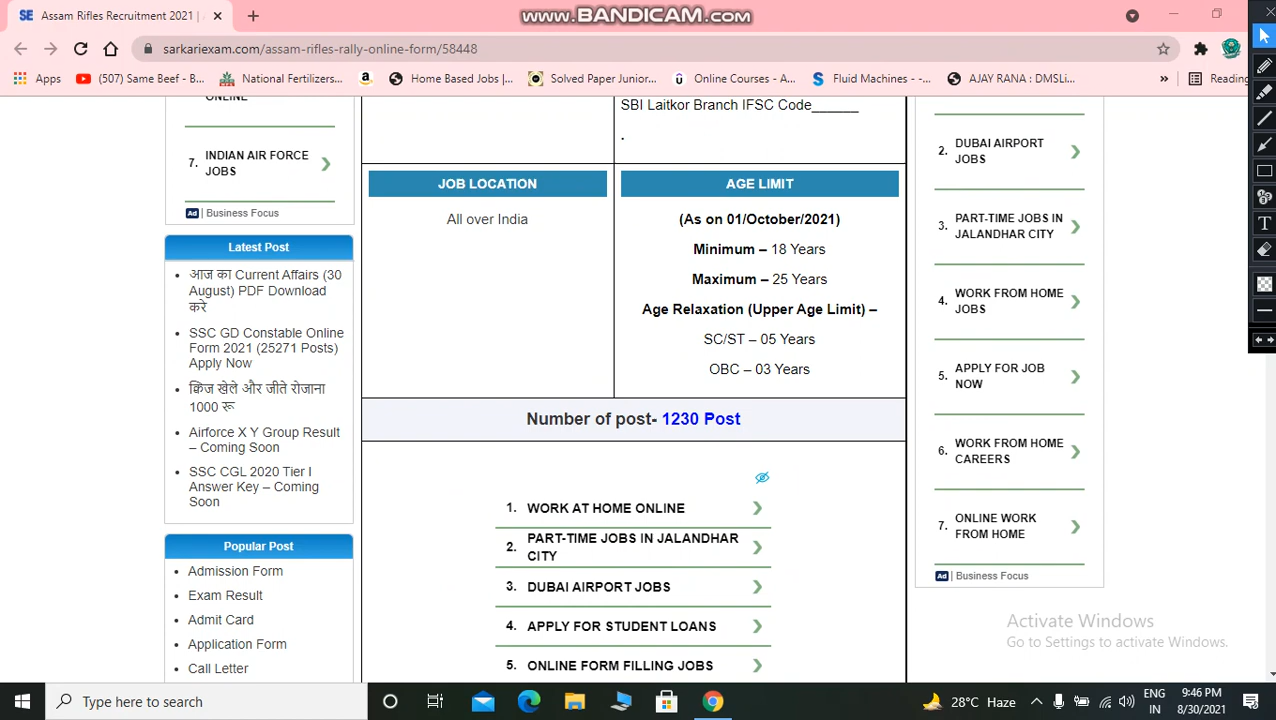 www.BANDICAM.com
SE Assam Rifles Recruitment 2021 |
sarkariexam.com/assam-rifles-rally-online-form/58448
Apps
(507) Same Beef - B...
National Fertilizers...
Home Based Jobs |...
Solved Paper Junior...
Online Courses - A...
Fluid Machines - -...
AJAY RANA : DMSLi...
Reading
ONLINE
7. INDIAN AIR FORCE
JOBS
Ad | Business Focus
Latest Post
आज का Current Affairs (30
August) PDF Download
करे
SSC GD Constable Online
Form 2021 (25271 Posts)
Apply Now
क्विज खेले और जीते रोजाना
1000 रू
Airforce X Y Group Result
– Coming Soon
SSC CGL 2020 Tier I
Answer Key – Coming
Soon
Popular Post
Admission Form
Exam Result
Admit Card
Application Form
Call Letter
SBI Laitkor Branch IFSC Code______
.
JOB LOCATION
All over India
AGE LIMIT
(As on 01/October/2021)
Minimum – 18 Years
Maximum – 25 Years
Age Relaxation (Upper Age Limit) –
SC/ST – 05 Years
OBC – 03 Years
Number of post- 1230 Post
1. WORK AT HOME ONLINE
2. PART-TIME JOBS IN JALANDHAR
CITY
3. DUBAI AIRPORT JOBS
4. APPLY FOR STUDENT LOANS
5. ONLINE FORM FILLING JOBS
2. DUBAI AIRPORT
JOBS
3. PART-TIME JOBS IN
JALANDHAR CITY
4. WORK FROM HOME
JOBS
5. APPLY FOR JOB
NOW
6. WORK FROM HOME
CAREERS
7. ONLINE WORK
FROM HOME
Ad | Business Focus
Activate Windows
Go to Settings to activate Windows.
Type here to search
28°C Haze
ENG
IN
9:46 PM
8/30/2021